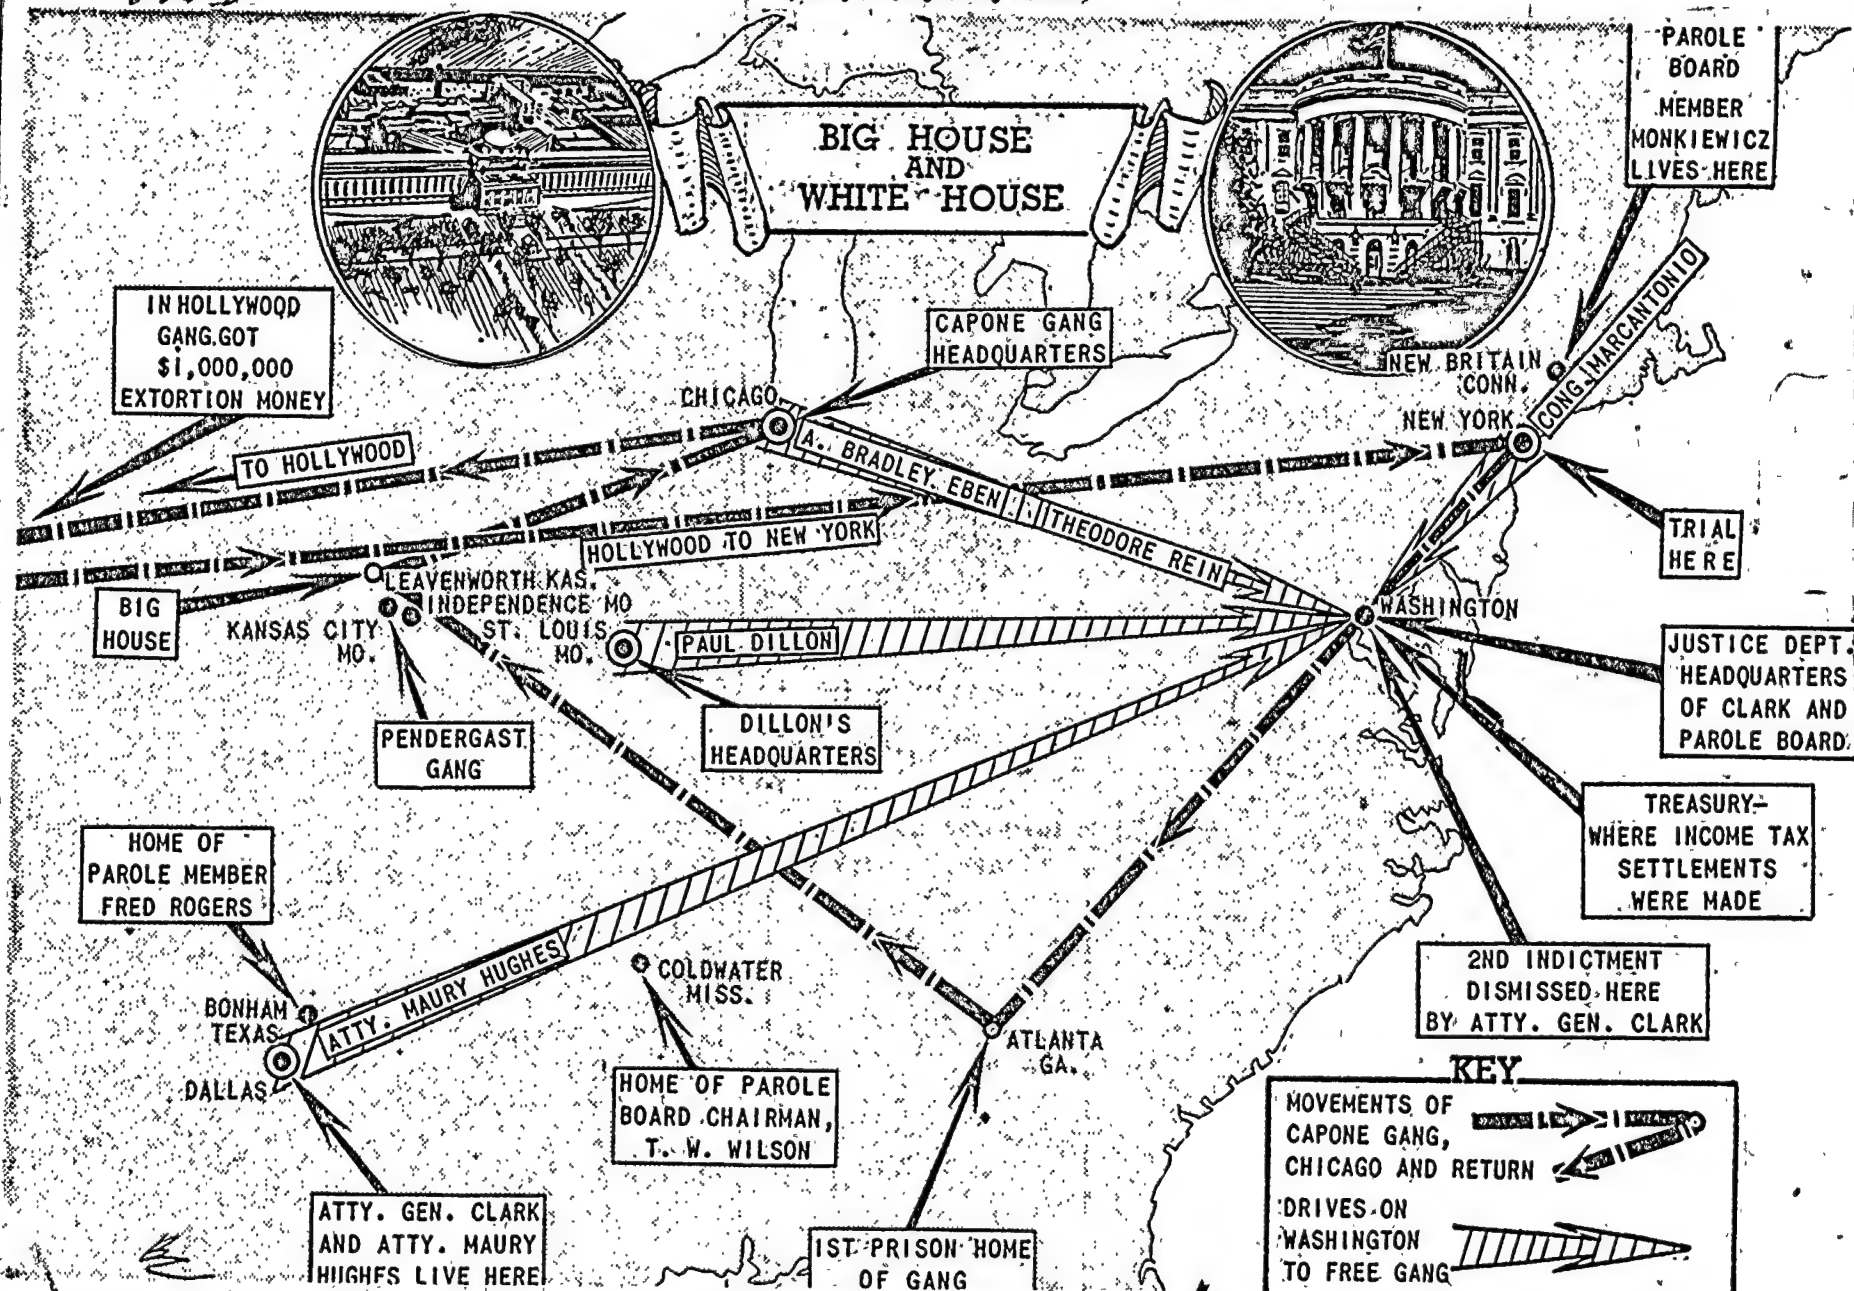 BIG HOUSE
AND
WHITE HOUSE
PAROLE
BOARD
MEMBER
MONKIEWICZ
LIVES HERE
IN HOLLYWOOD
GANG GOT
$1,000,000
EXTORTION MONEY
CAPONE GANG
HEADQUARTERS
NEW BRITAIN
CONN.
CONG. MARCANTONIO
CHICAGO
NEW YORK
TO HOLLYWOOD
A. BRADLEY EBEN
THEODORE REIN
HOLLYWOOD TO NEW YORK
TRIAL
HERE
LEAVENWORTH KAS.
INDEPENDENCE MO
BIG
HOUSE
KANSAS CITY
MO.
ST. LOUIS
MO.
PAUL DILLON
WASHINGTON
JUSTICE DEPT.
HEADQUARTERS
OF CLARK AND
PAROLE BOARD
PENDERGAST
GANG
DILLON'S
HEADQUARTERS
TREASURY—
WHERE INCOME TAX
SETTLEMENTS
WERE MADE
HOME OF
PAROLE MEMBER
FRED ROGERS
2ND INDICTMENT
DISMISSED HERE
BY ATTY. GEN. CLARK
ATTY. MAURY HUGHES
COLDWATER
MISS.
BONHAM
TEXAS
DALLAS
ATLANTA
GA.
HOME OF PAROLE
BOARD CHAIRMAN,
T. W. WILSON
ATTY. GEN. CLARK
AND ATTY. MAURY
HUGHES LIVE HERE
1ST PRISON HOME
OF GANG
KEY
MOVEMENTS OF
CAPONE GANG,
CHICAGO AND RETURN
DRIVES ON
WASHINGTON
TO FREE GANG